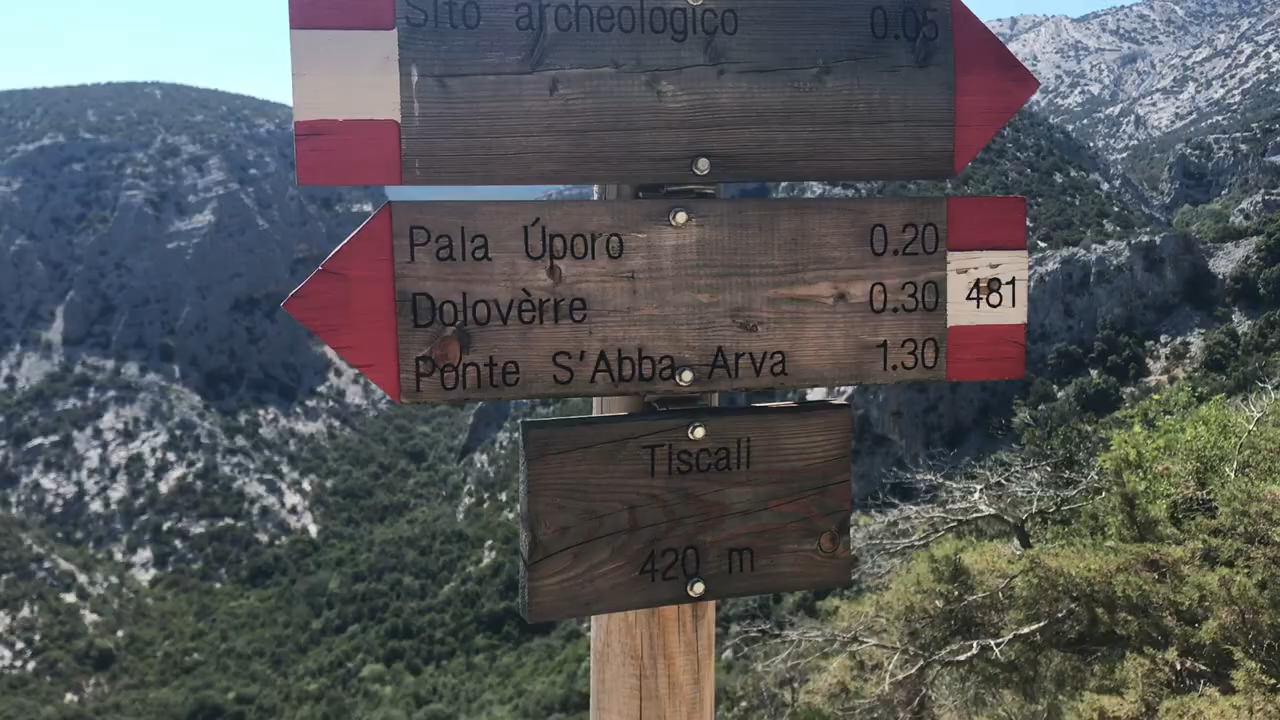 Sito archeologico 0.05
Pala Úporo 0.20
Dolovèrre 0.30
481
Ponte S'Abba Arva 1.30
Tiscali
420 m